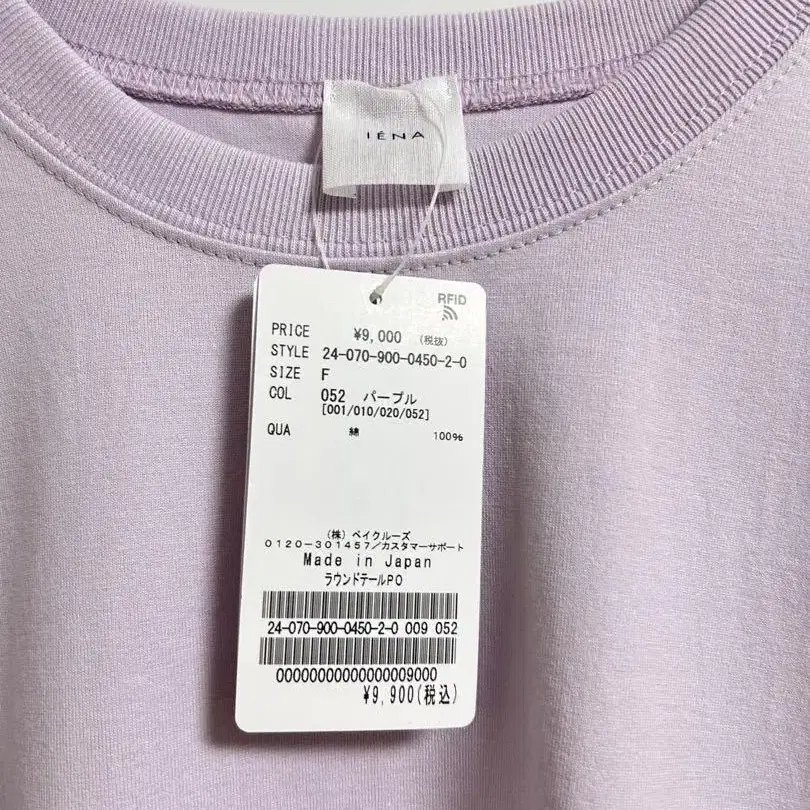 IÉNA
RFID
PRICE ¥9,000 (税抜)
STYLE 24-070-900-0450-2-0
SIZE F
COL 052 パープル
[001/010/020/052]
QUA 綿 100%
(株) ベイクルーズ
0120-301457/カスタマーサポート
Made in Japan
ラウンドテールPO
24-070-900-0450-2-0 009 052
00000000000000009000
¥9,900(税込)